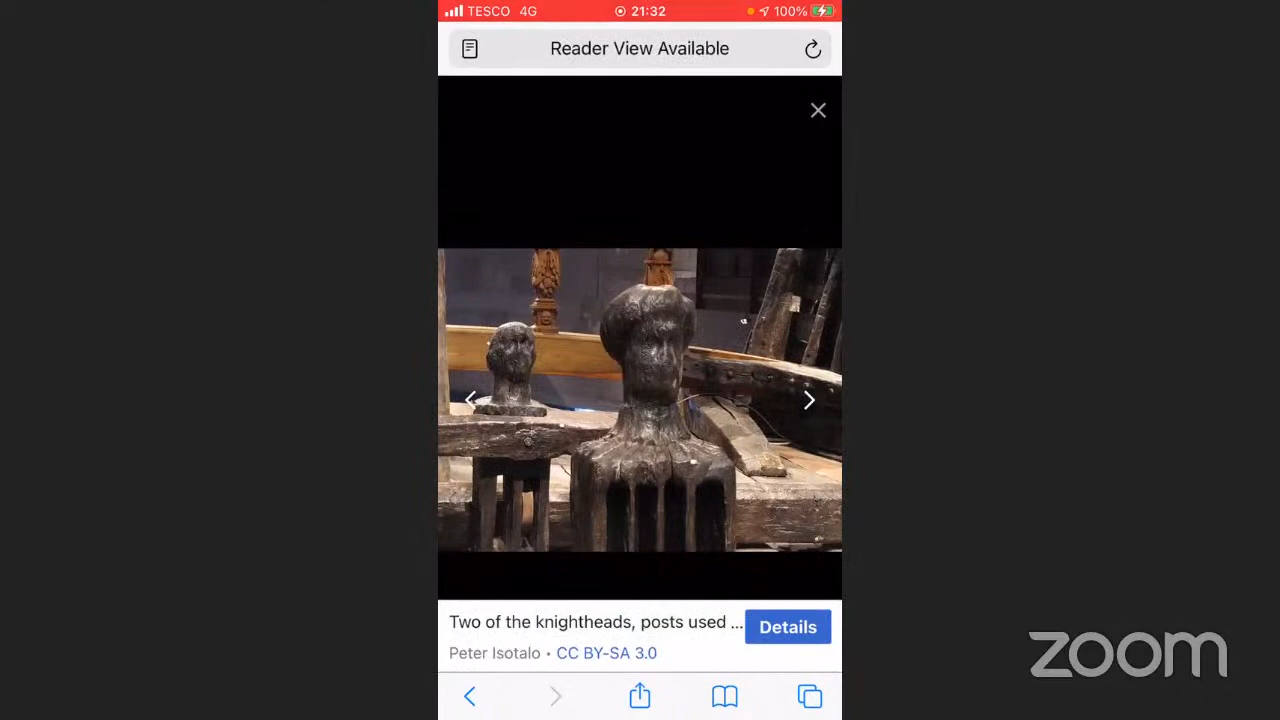 TESCO 4G 21:32 100%
Reader View Available
Two of the knightheads, posts used ...
Details
Peter Isotalo • CC BY-SA 3.0
zoom